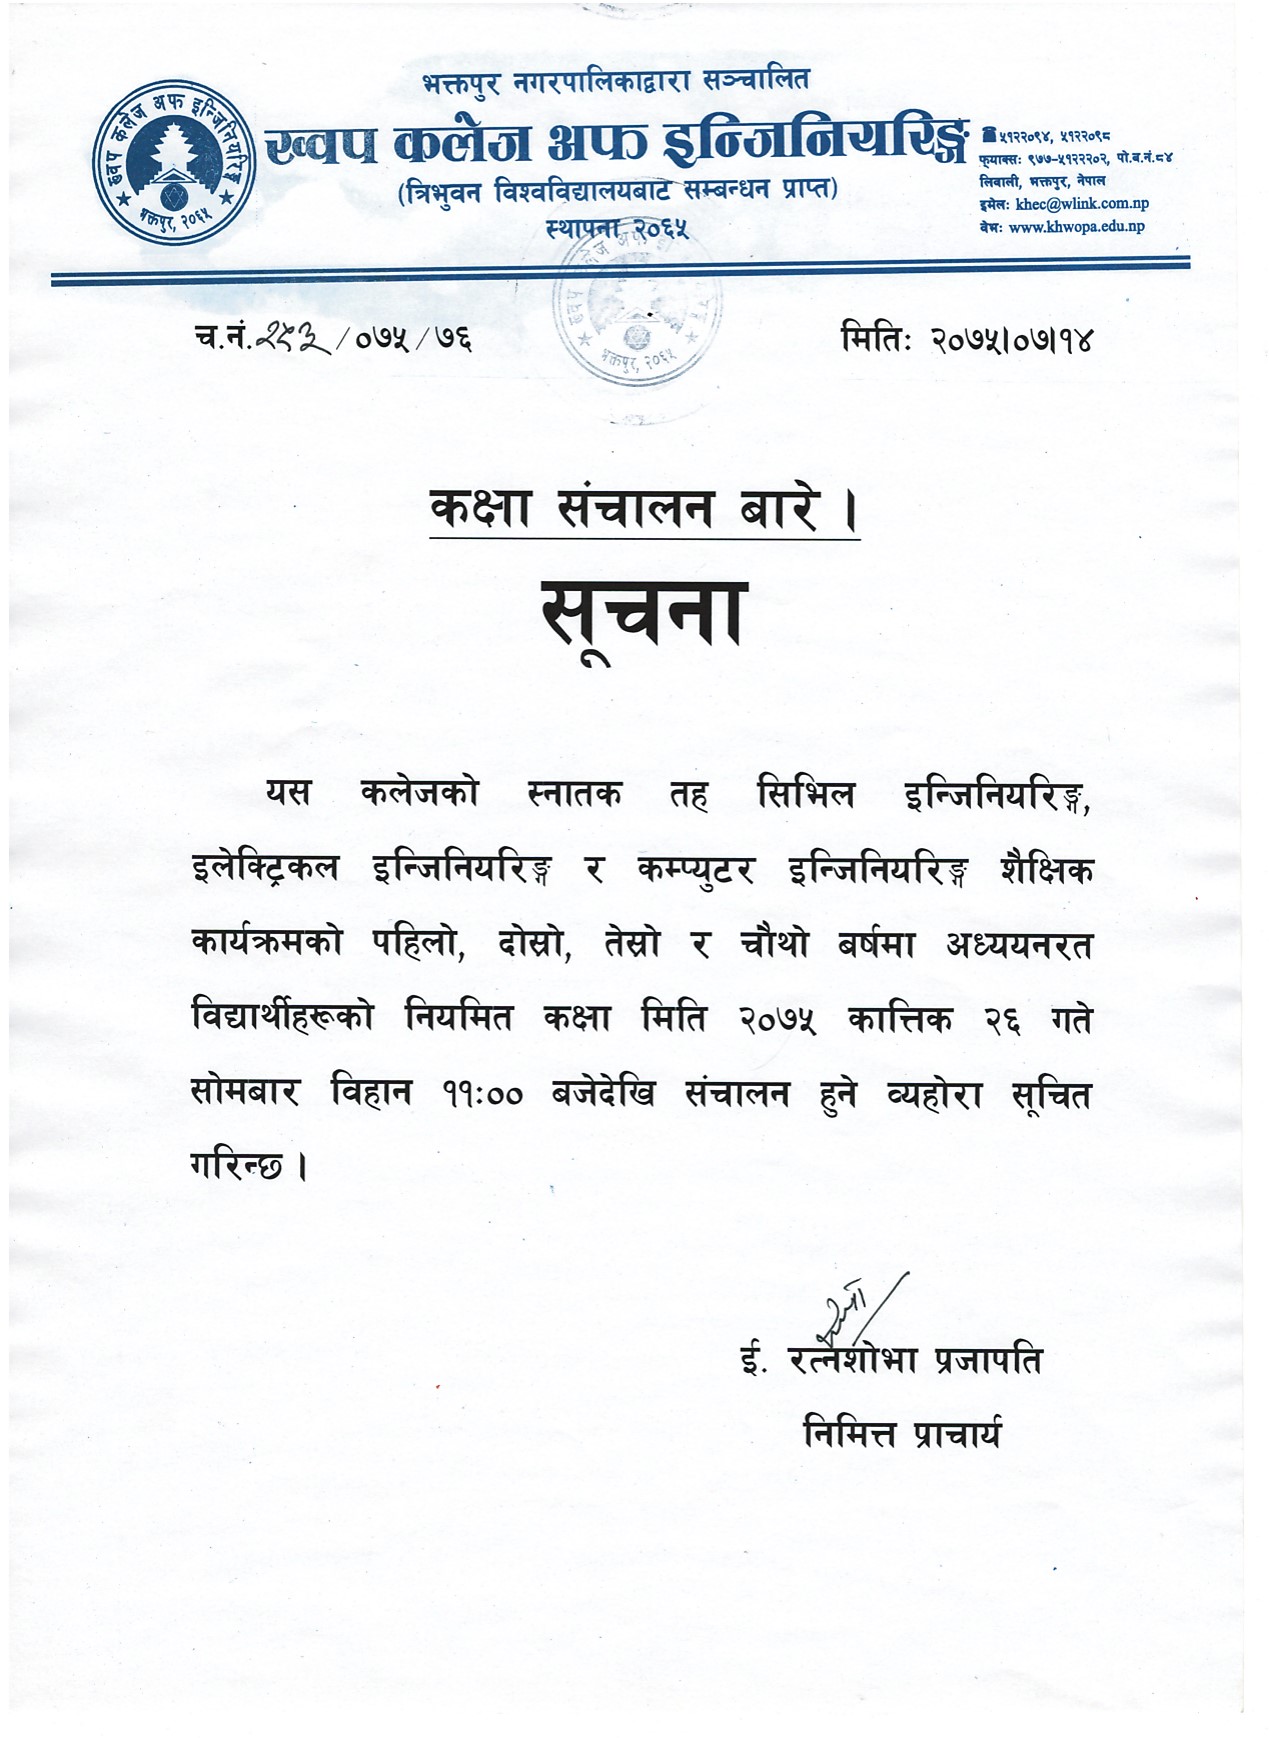 भक्तपुर नगरपालिकाद्वारा सञ्चालित
ख्वप कलेज अफ इन्जिनियरिङ्ग
(त्रिभुवन विश्वविद्यालयबाट सम्बन्धन प्राप्त)
स्थापना २०६५
ख्वप कलेज अफ इन्जिनियरिङ्ग
भक्तपुर, २०६५
☎५१२२०९४, ५१२२०९८
फ्याक्सः ९७७-५१२२२०२, पो.ब.नं.८४
लिवाली, भक्तपुर, नेपाल
इमेलः khec@wlink.com.np
वेभः www.khwopa.edu.np
भक्तपुर, २०६५
च.नं. /०७५/७६
मितिः २०७५।०७।१४
कक्षा संचालन बारे ।
सूचना
यस कलेजको स्नातक तह सिभिल इन्जिनियरिङ्ग,
इलेक्ट्रिकल इन्जिनियरिङ्ग र कम्प्युटर इन्जिनियरिङ्ग शैक्षिक
कार्यक्रमको पहिलो, दोस्रो, तेस्रो र चौथो बर्षमा अध्ययनरत
विद्यार्थीहरूको नियमित कक्षा मिति २०७५ कात्तिक २६ गते
सोमबार विहान ११:०० बजेदेखि संचालन हुने व्यहोरा सूचित
गरिन्छ ।
ई. रत्नशोभा प्रजापति
निमित्त प्राचार्य